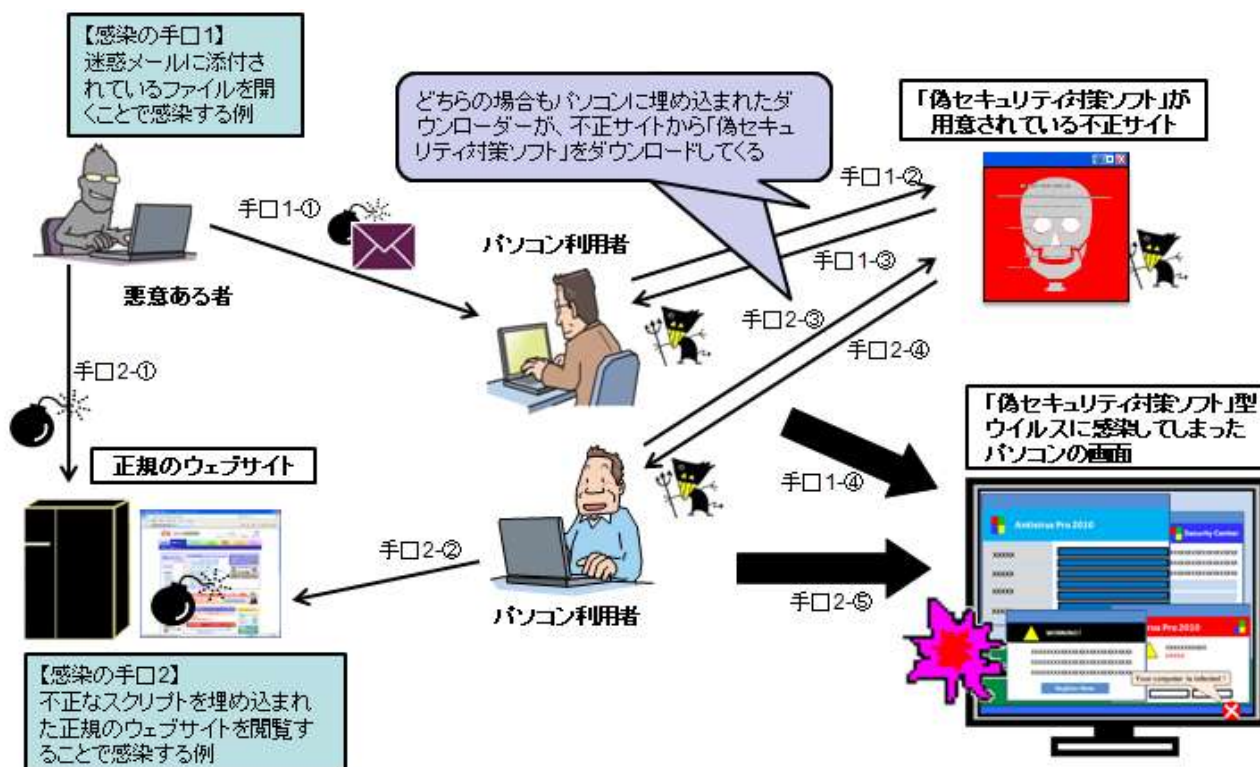 【感染の手口1】
迷惑メールに添付さ
れているファイルを開
くことで感染する例
どちらの場合もパソコンに埋め込まれたダ
ウンローダーが、不正サイトから「偽セキュ
リティ対策ソフト」をダウンロードしてくる
「偽セキュリティ対策ソフト」が
用意されている不正サイト
手口1-①
手口1-②
パソコン利用者
手口1-③
悪意ある者
手口2-③
手口2-④
手口2-①
「偽セキュリティ対策ソフト」型
ウイルスに感染してしまった
パソコンの画面
正規のウェブサイト
手口1-④
手口2-②
手口2-⑤
パソコン利用者
Antivirus Pro 2010
Security Center
XXXXX
XXXXX
XXXXX
WARNING!
rus Pro 2010
Your computer is infected!
Register Now
【感染の手口2】
不正なスクリプトを埋め込まれ
た正規のウェブサイトを閲覧す
ることで感染する例